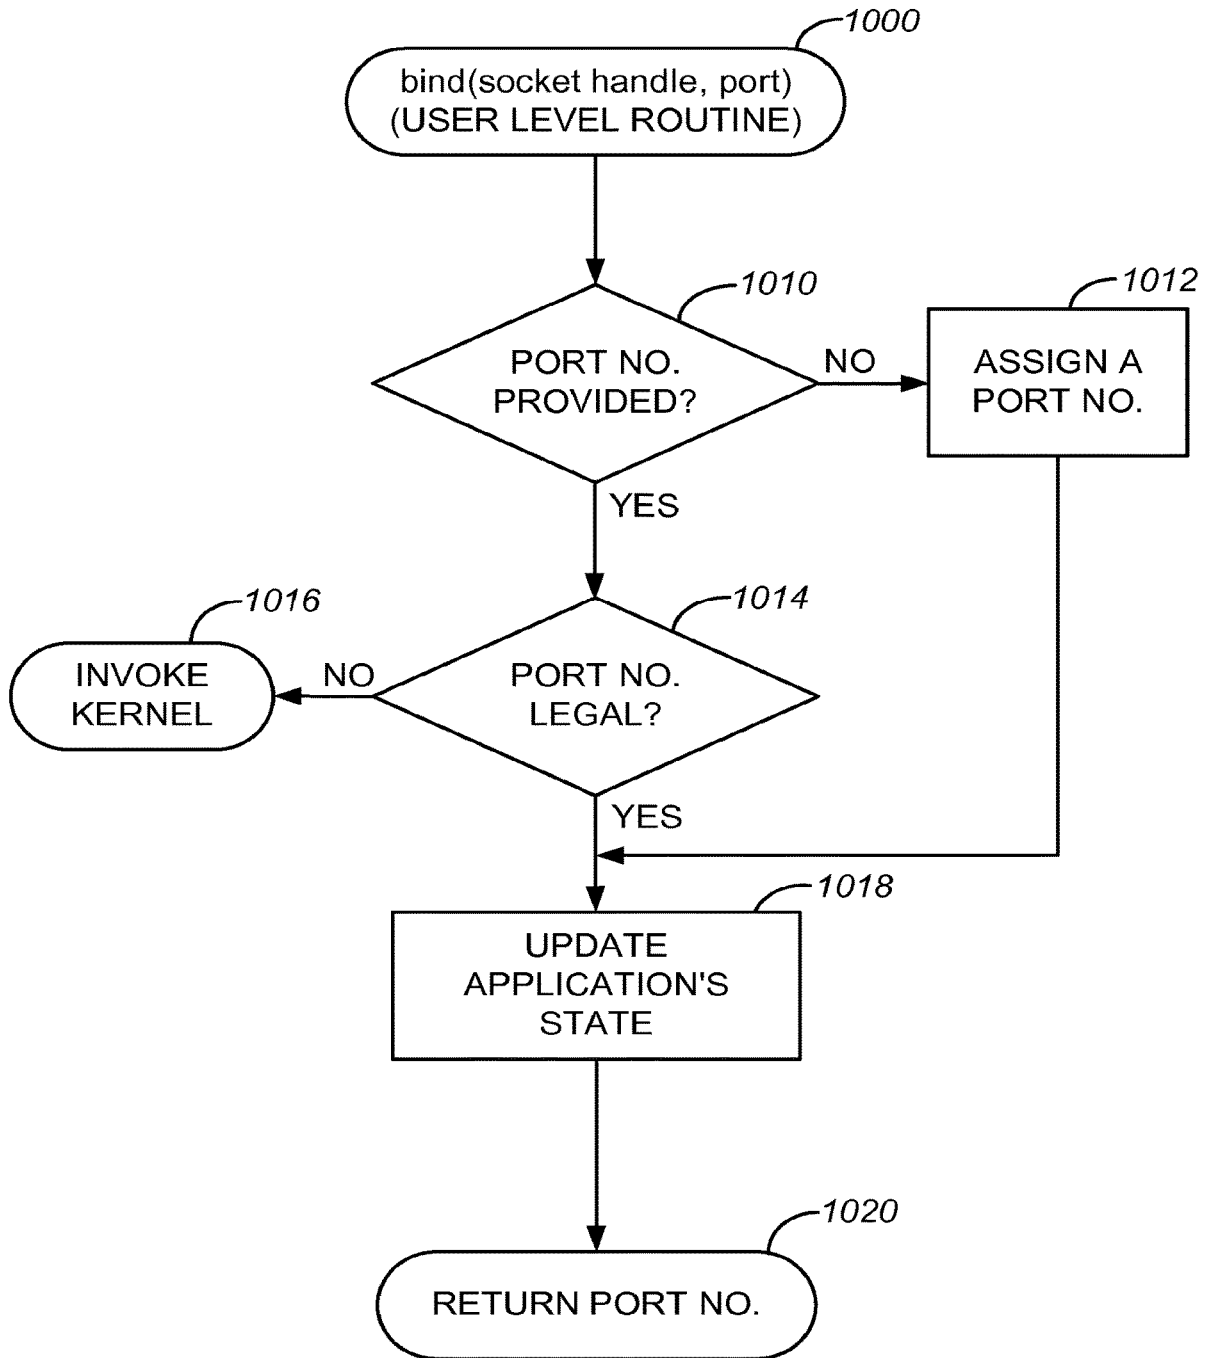 1000
bind(socket handle, port)
(USER LEVEL ROUTINE)
1010
PORT NO.
PROVIDED?
NO
1012
ASSIGN A
PORT NO.
YES
1014
PORT NO.
LEGAL?
NO
1016
INVOKE
KERNEL
YES
1018
UPDATE
APPLICATION'S
STATE
1020
RETURN PORT NO.